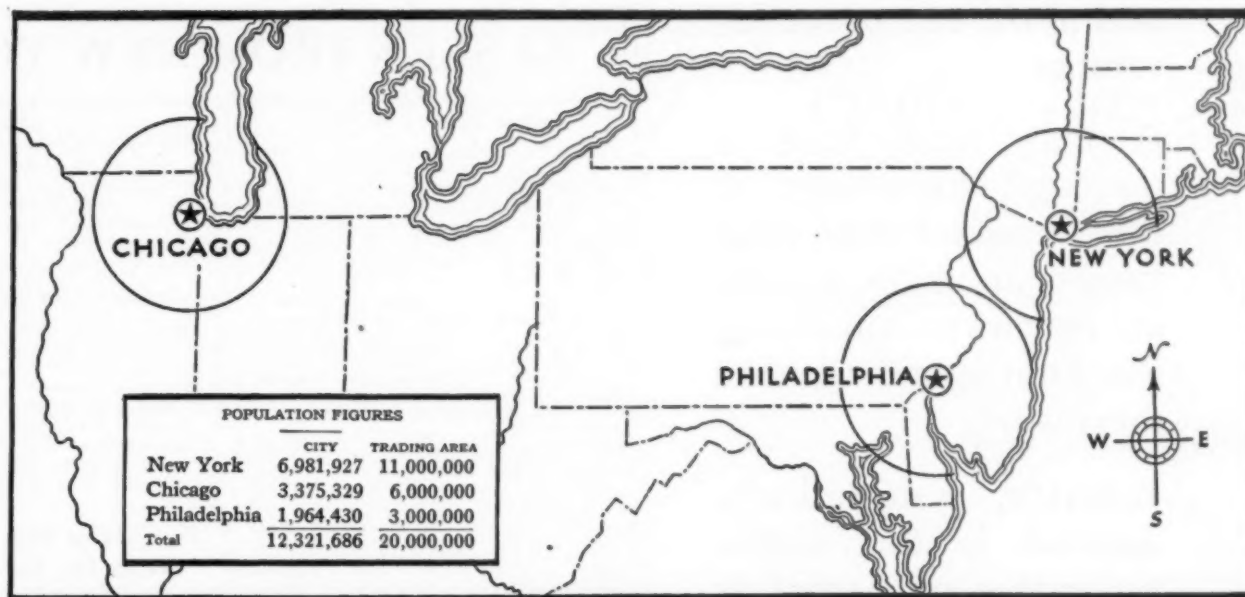 CHICAGO
NEW YORK
PHILADELPHIA
N
W E
S
POPULATION FIGURES
CITY TRADING AREA
New York 6,981,927 11,000,000
Chicago 3,375,329 6,000,000
Philadelphia 1,964,430 3,000,000
Total 12,321,686 20,000,000